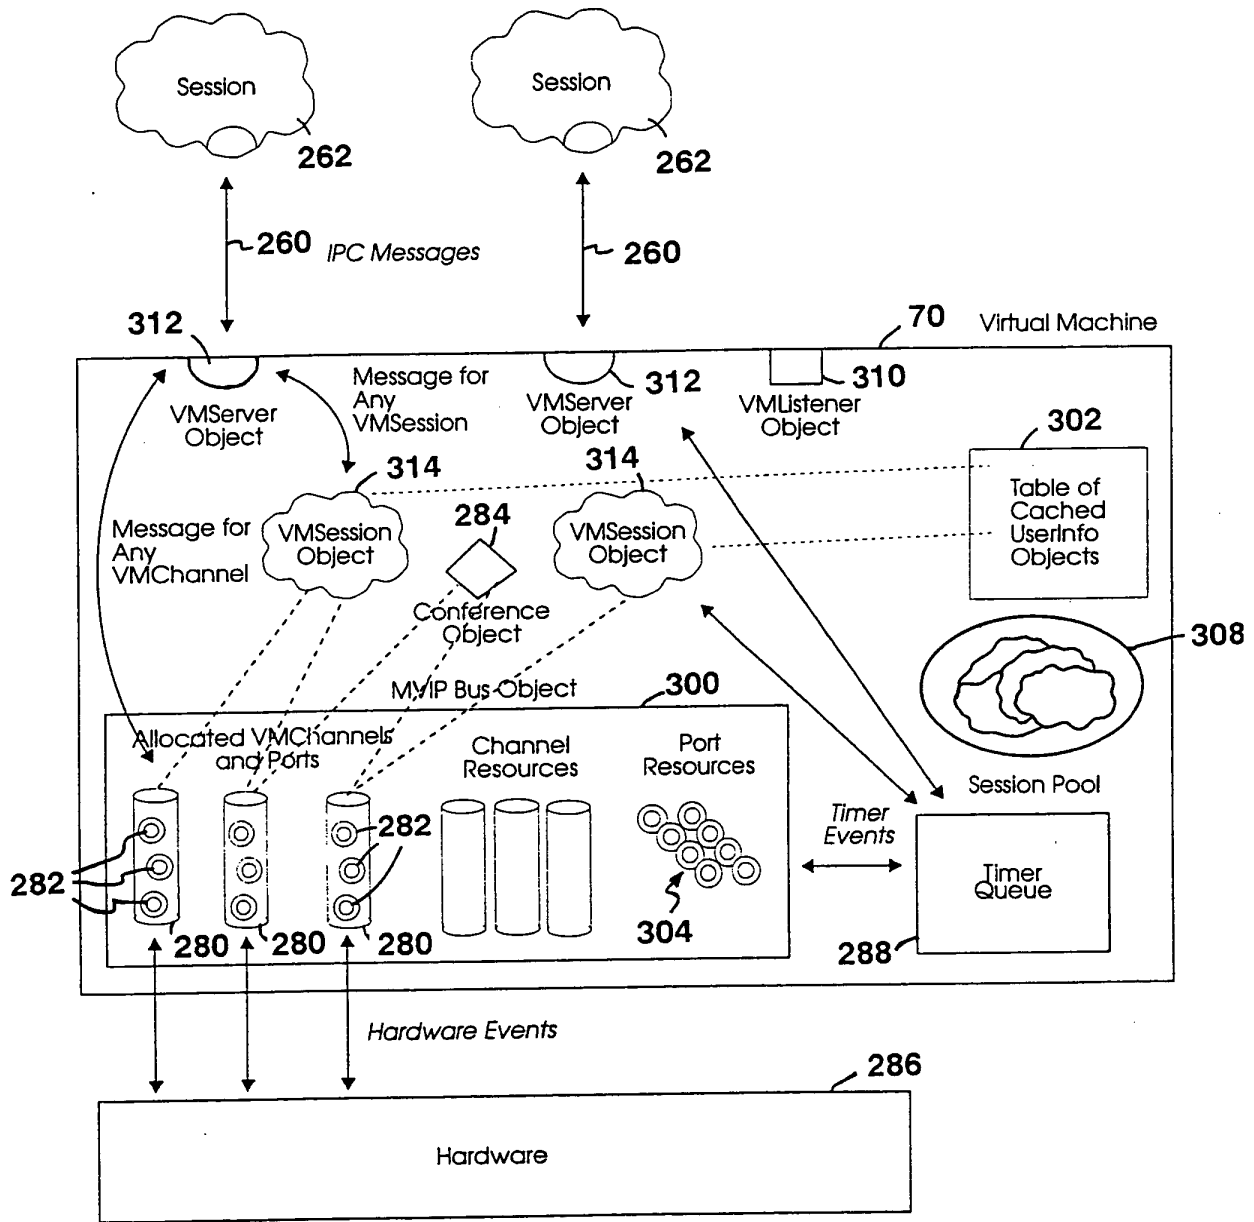 Session
Session
262
262
260
IPC Messages
260
312
70
Virtual Machine
Message for
Any
VMSession
312
310
VMServer
Object
VMServer
Object
VMListener
Object
302
314
314
Table of
Cached
UserInfo
Objects
284
Message for
Any
VMChannel
VMSession
Object
VMSession
Object
Conference
Object
308
MVIP Bus Object
300
Allocated VMChannels
and Ports
Channel
Resources
Port
Resources
Session Pool
282
Timer
Events
282
Timer
Queue
304
280
280
280
288
Hardware Events
286
Hardware